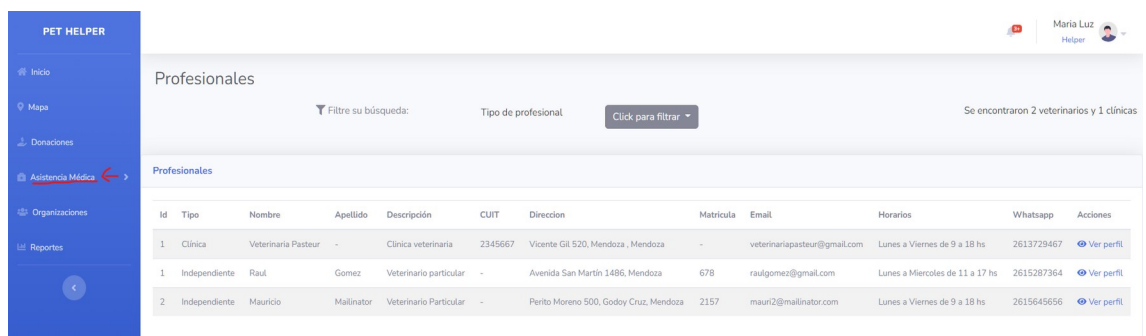 PET HELPER
3+
Maria Luz
Helper
Inicio
Mapa
Donaciones
Asistencia Médica
Organizaciones
Reportes
Profesionales
Filtre su búsqueda:
Tipo de profesional
Click para filtrar
Se encontraron 2 veterinarios y 1 clínicas
Profesionales
Id Tipo Nombre Apellido Descripción CUIT Direccion Matricula Email Horarios Whatsapp Acciones
1 Clínica Veterinaria Pasteur - Clinica veterinaria 2345667 Vicente Gil 520, Mendoza , Mendoza - veterinariapasteur@gmail.com Lunes a Viernes de 9 a 18 hs 2613729467 Ver perfil
1 Independiente Raul Gomez Veterinario particular - Avenida San Martín 1486, Mendoza 678 raulgomez@gmail.com Lunes a Miercoles de 11 a 17 hs 2615287364 Ver perfil
2 Independiente Mauricio Mailinator Veterinario Particular - Perito Moreno 500, Godoy Cruz, Mendoza 2157 mauri2@mailinator.com Lunes a Viernes de 9 a 18 hs 2615645656 Ver perfil